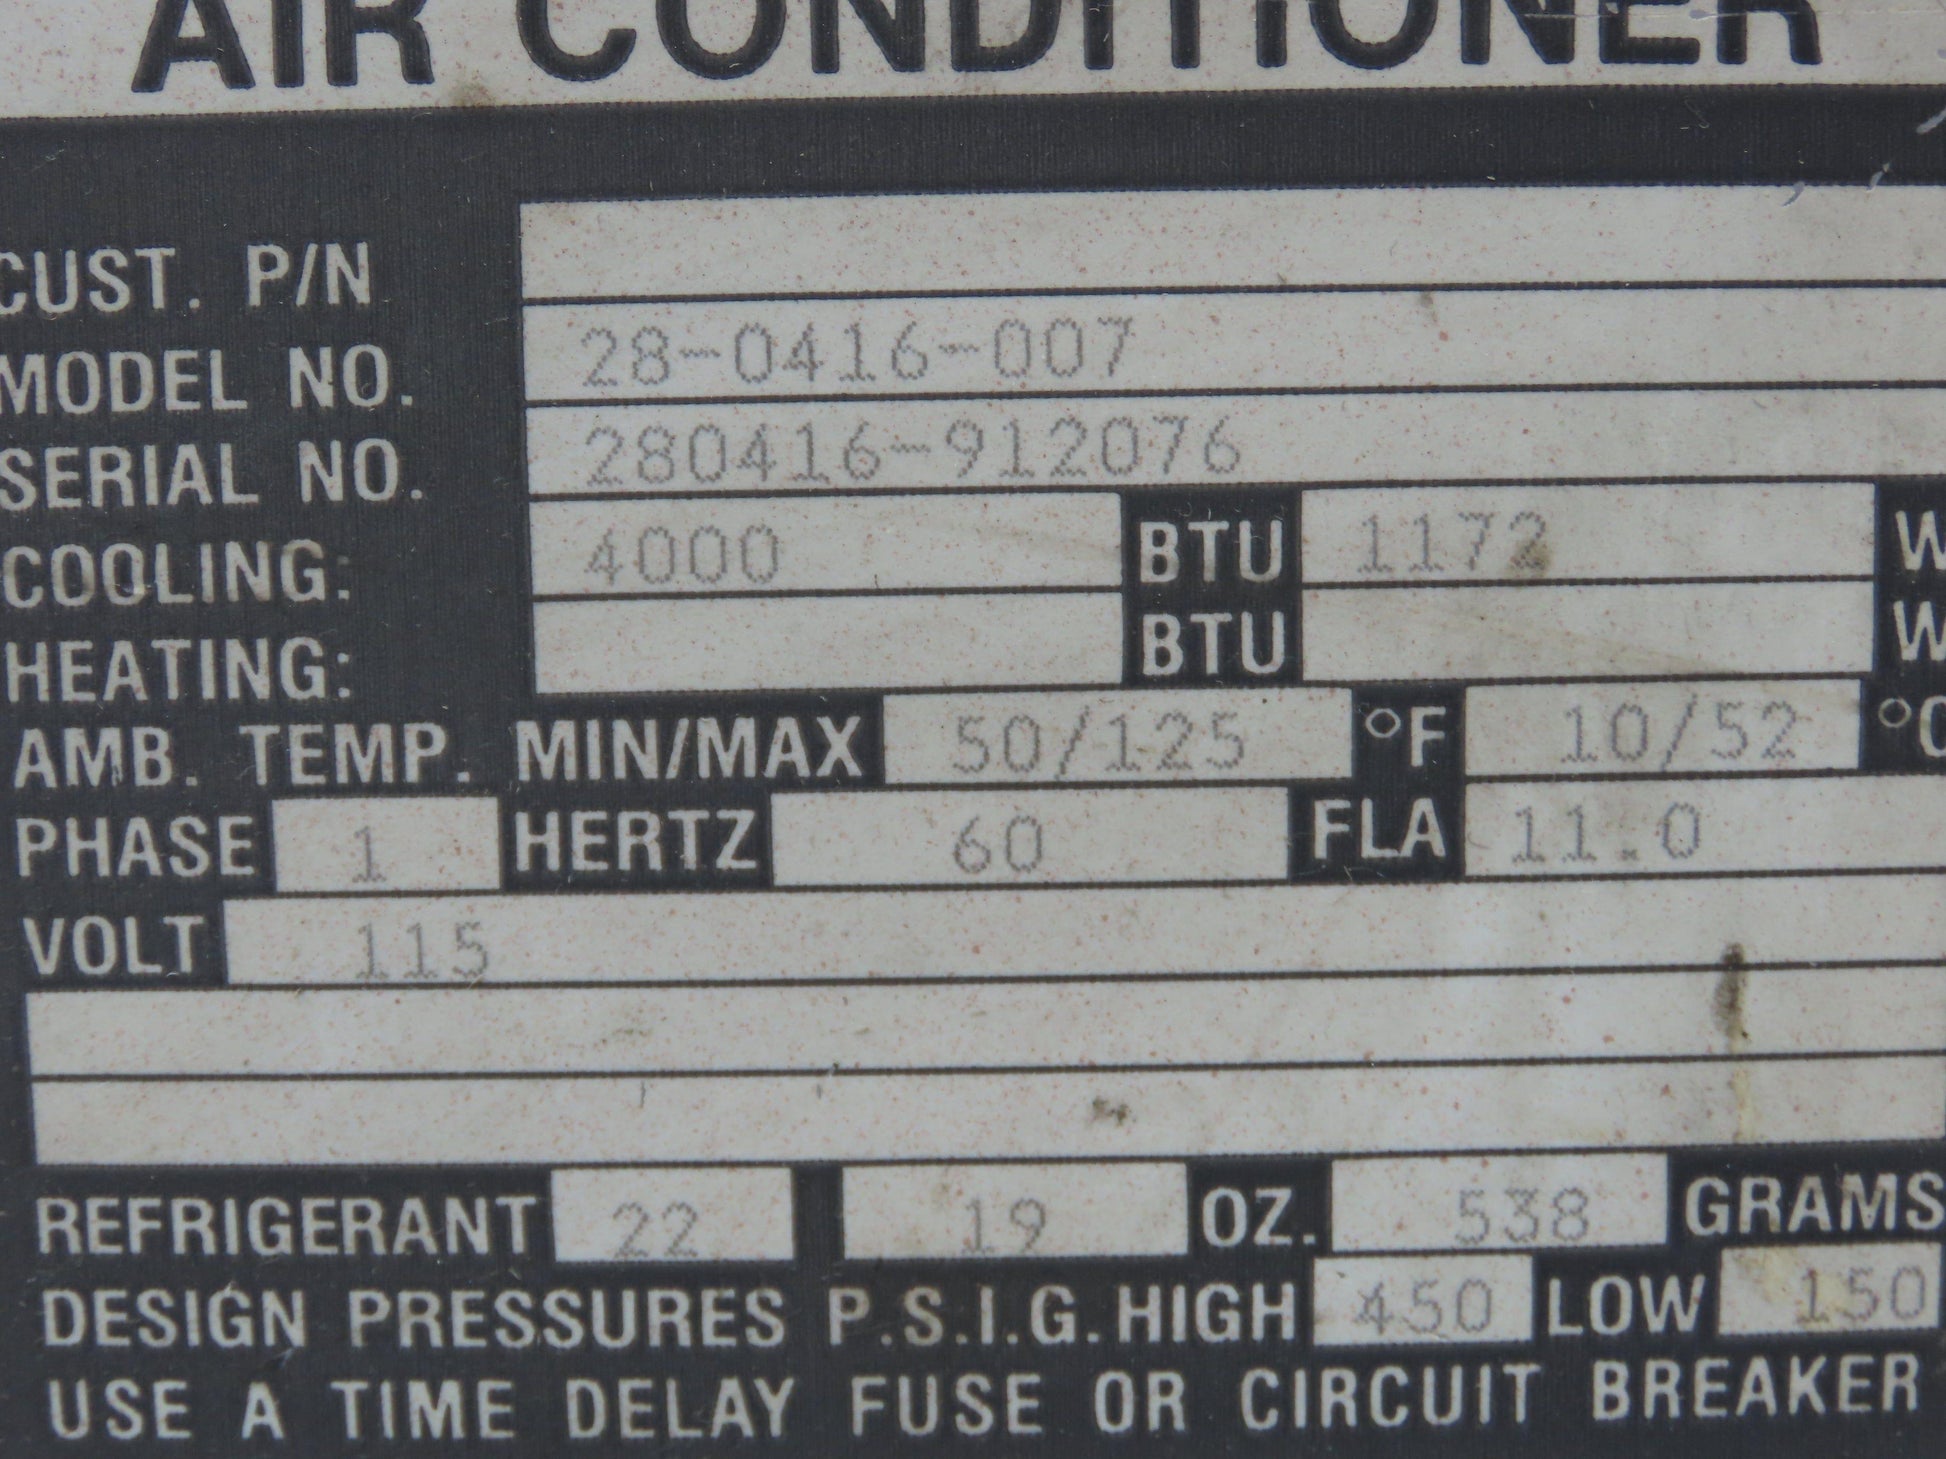 AIR CONDITIONER
CUST. P/N
MODEL NO. 28-0416-007
SERIAL NO. 280416-912076
COOLING: 4000 BTU 1172 W
HEATING: BTU W
AMB. TEMP. MIN/MAX 50/125 °F 10/52 °C
PHASE 1 HERTZ 60 FLA 11.0
VOLT 115
REFRIGERANT 22 19 OZ. 538 GRAMS
DESIGN PRESSURES P.S.I.G. HIGH 450 LOW 150
USE A TIME DELAY FUSE OR CIRCUIT BREAKER